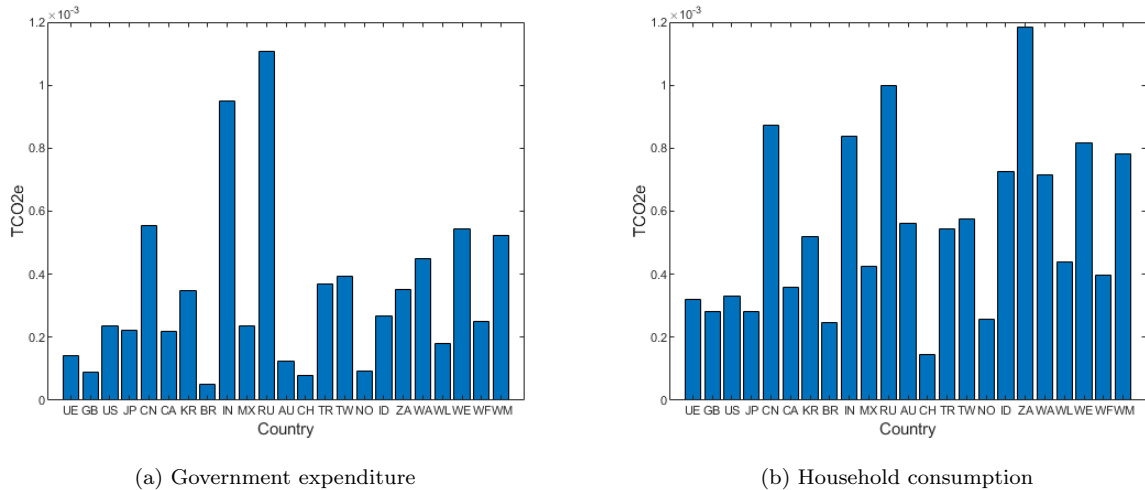 ×10⁻³
1.2
1
0.8
0.6
0.4
0.2
0
TCO2e
UE GB US JP CN CA KR BR IN MX RU AU CH TR TW NO ID ZA WA WL WE WF WM
Country
(a) Government expenditure
×10⁻³
1.2
1
0.8
0.6
0.4
0.2
0
TCO2e
UE GB US JP CN CA KR BR IN MX RU AU CH TR TW NO ID ZA WA WL WE WF WM
Country
(b) Household consumption